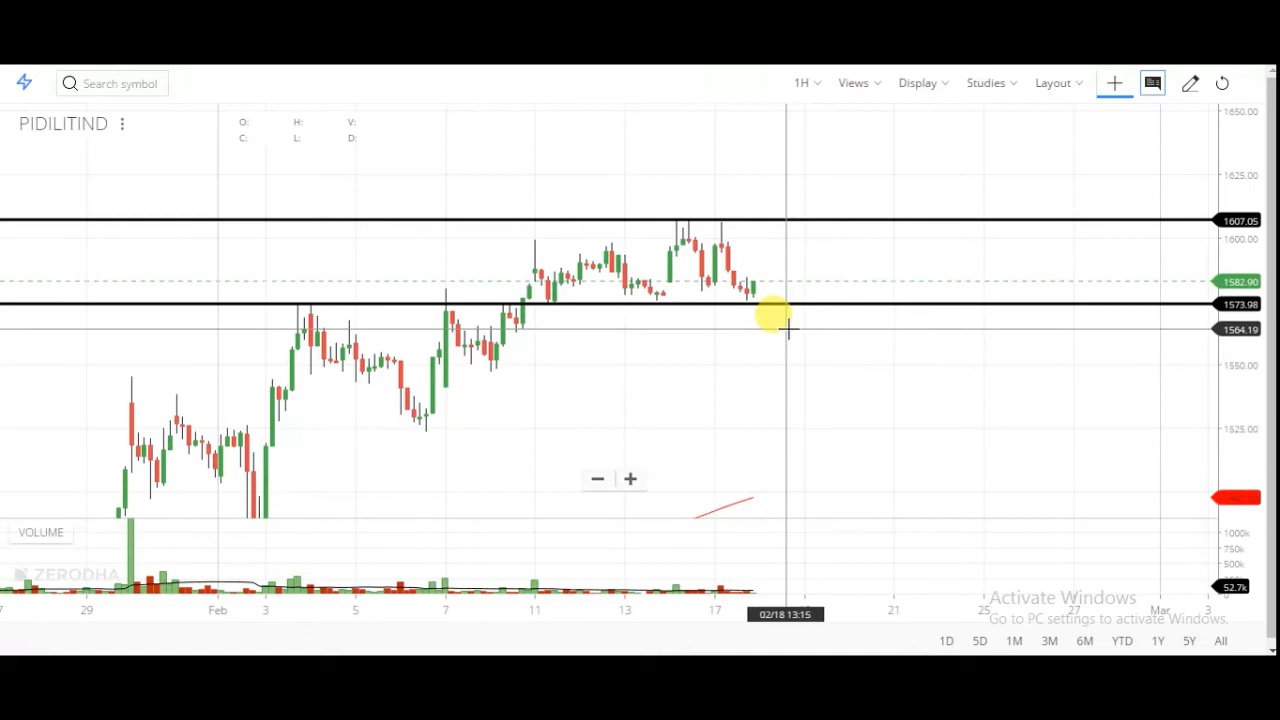 Search symbol
1H Views Display Studies Layout
PIDILITIND
O: H: V:
C: L: D:
1650.00
1625.00
1607.05
1600.00
1582.90
1573.98
1564.19
1550.00
1525.00
VOLUME
1000k
750k
500k
ZERODHA
52.7k
Activate Windows
Go to PC settings to activate Windows.
29 Feb 3 5 7 11 13 17 21 25 27 Mar 3
02/18 13:15
1D 5D 1M 3M 6M YTD 1Y 5Y All